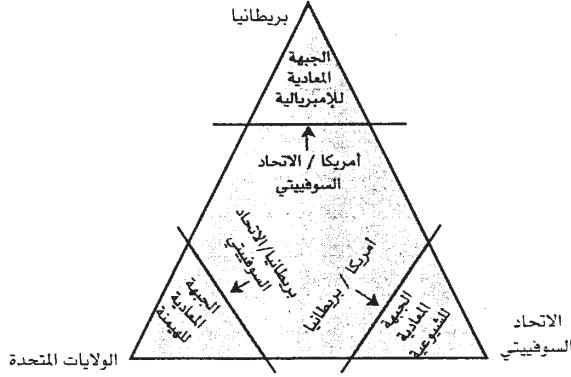 بريطانيا
الجبهة
المعادية
للإمبريالية
أمريكا / الاتحاد
السوفييتي
بريطانيا/الاتحاد
السوفييتي
أمريكا / بريطانيا
الجبهة
المعادية
للهيمنة
الجبهة
المعادية
للشيوعية
الاتحاد
السوفييتي
الولايات المتحدة